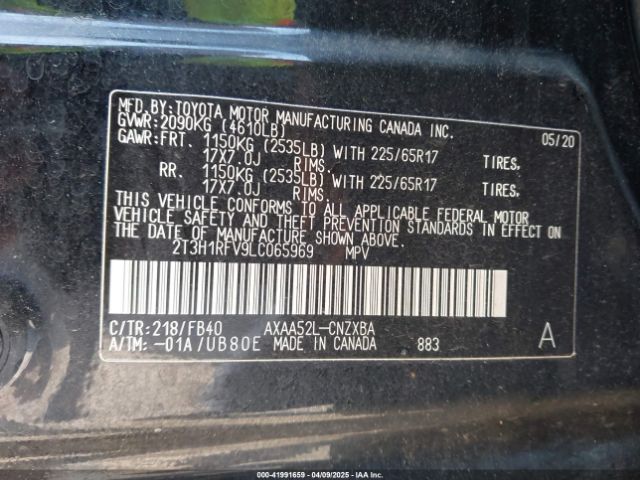 MFD.BY:TOYOTA MOTOR MANUFACTURING CANADA INC.
GVWR:2090KG (4610LB) 05/20
GAWR:FRT. 1150KG (2535LB) WITH 225/65R17 TIRES,
17X7.0J RIMS.
RR. 1150KG (2535LB) WITH 225/65R17 TIRES,
17X7.0J RIMS.
THIS VEHICLE CONFORMS TO ALL APPLICABLE FEDERAL MOTOR
VEHICLE SAFETY AND THEFT PREVENTION STANDARDS IN EFFECT ON
THE DATE OF MANUFACTURE SHOWN ABOVE.
2T3H1RFV9LC065969 MPV
C/TR:218/FB40 AXAA52L-CNZXBA A
A/TM:-01A/UB80E MADE IN CANADA 883
Owner: 41991659 | 04/09/2025 | IAA Inc.